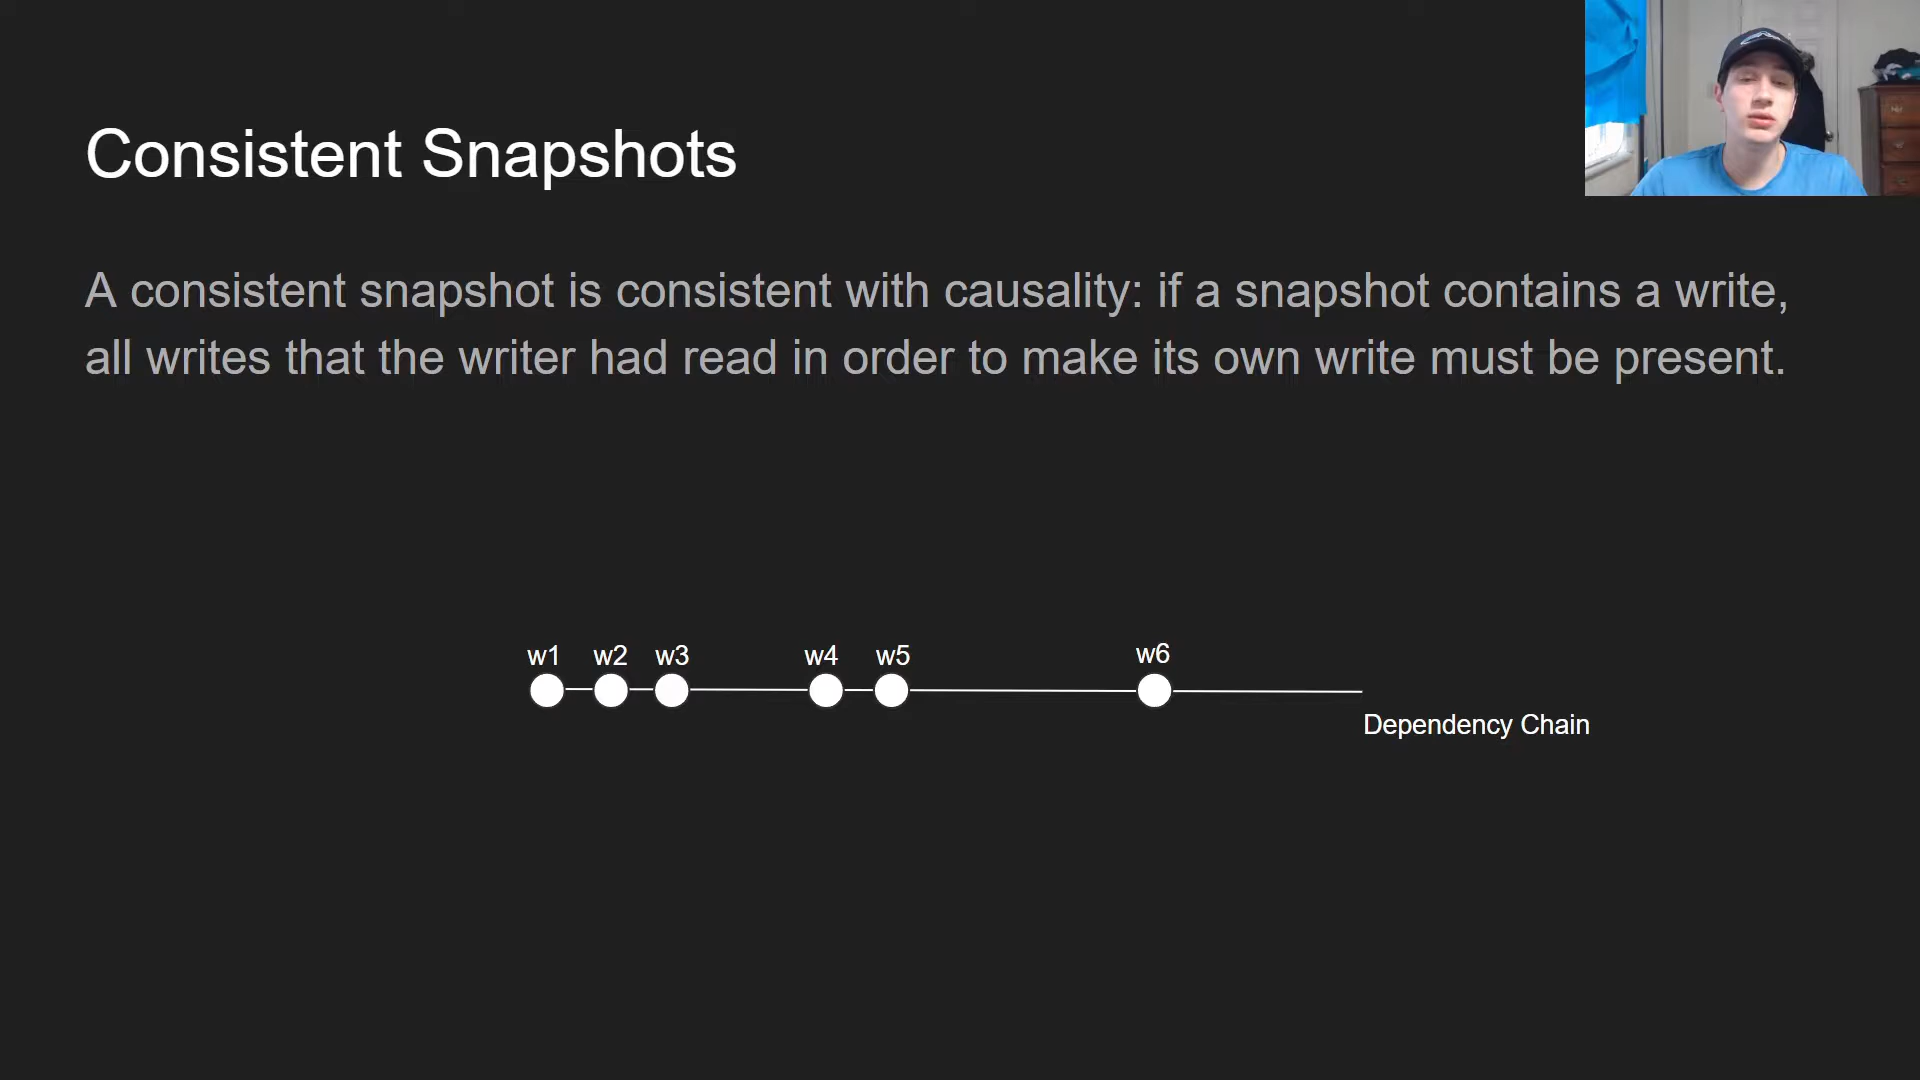 Consistent Snapshots
A consistent snapshot is consistent with causality: if a snapshot contains a write,
all writes that the writer had read in order to make its own write must be present.
w1 w2 w3 w4 w5 w6
Dependency Chain